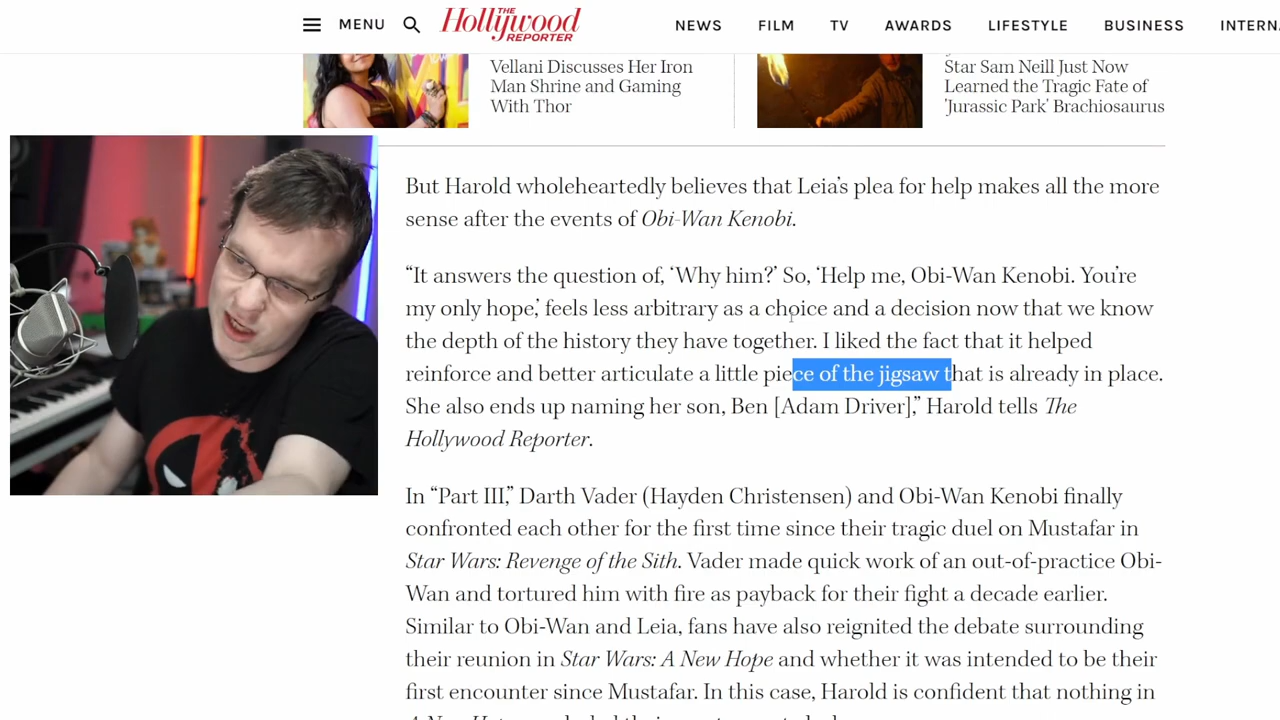 MENU
THE
Hollywood
REPORTER
NEWS FILM TV AWARDS LIFESTYLE BUSINESS
Vellani Discusses Her Iron
Man Shrine and Gaming
With Thor
Star Sam Neill Just Now
Learned the Tragic Fate of
'Jurassic Park' Brachiosaurus
But Harold wholeheartedly believes that Leia's plea for help makes all the more
sense after the events of Obi-Wan Kenobi.
“It answers the question of, ‘Why him?’ So, ‘Help me, Obi-Wan Kenobi. You're
my only hope,’ feels less arbitrary as a choice and a decision now that we know
the depth of the history they have together. I liked the fact that it helped
reinforce and better articulate a little piece of the jigsaw that is already in place.
She also ends up naming her son, Ben [Adam Driver],” Harold tells The
Hollywood Reporter.
In “Part III,” Darth Vader (Hayden Christensen) and Obi-Wan Kenobi finally
confronted each other for the first time since their tragic duel on Mustafar in
Star Wars: Revenge of the Sith. Vader made quick work of an out-of-practice Obi-
Wan and tortured him with fire as payback for their fight a decade earlier.
Similar to Obi-Wan and Leia, fans have also reignited the debate surrounding
their reunion in Star Wars: A New Hope and whether it was intended to be their
first encounter since Mustafar. In this case, Harold is confident that nothing in